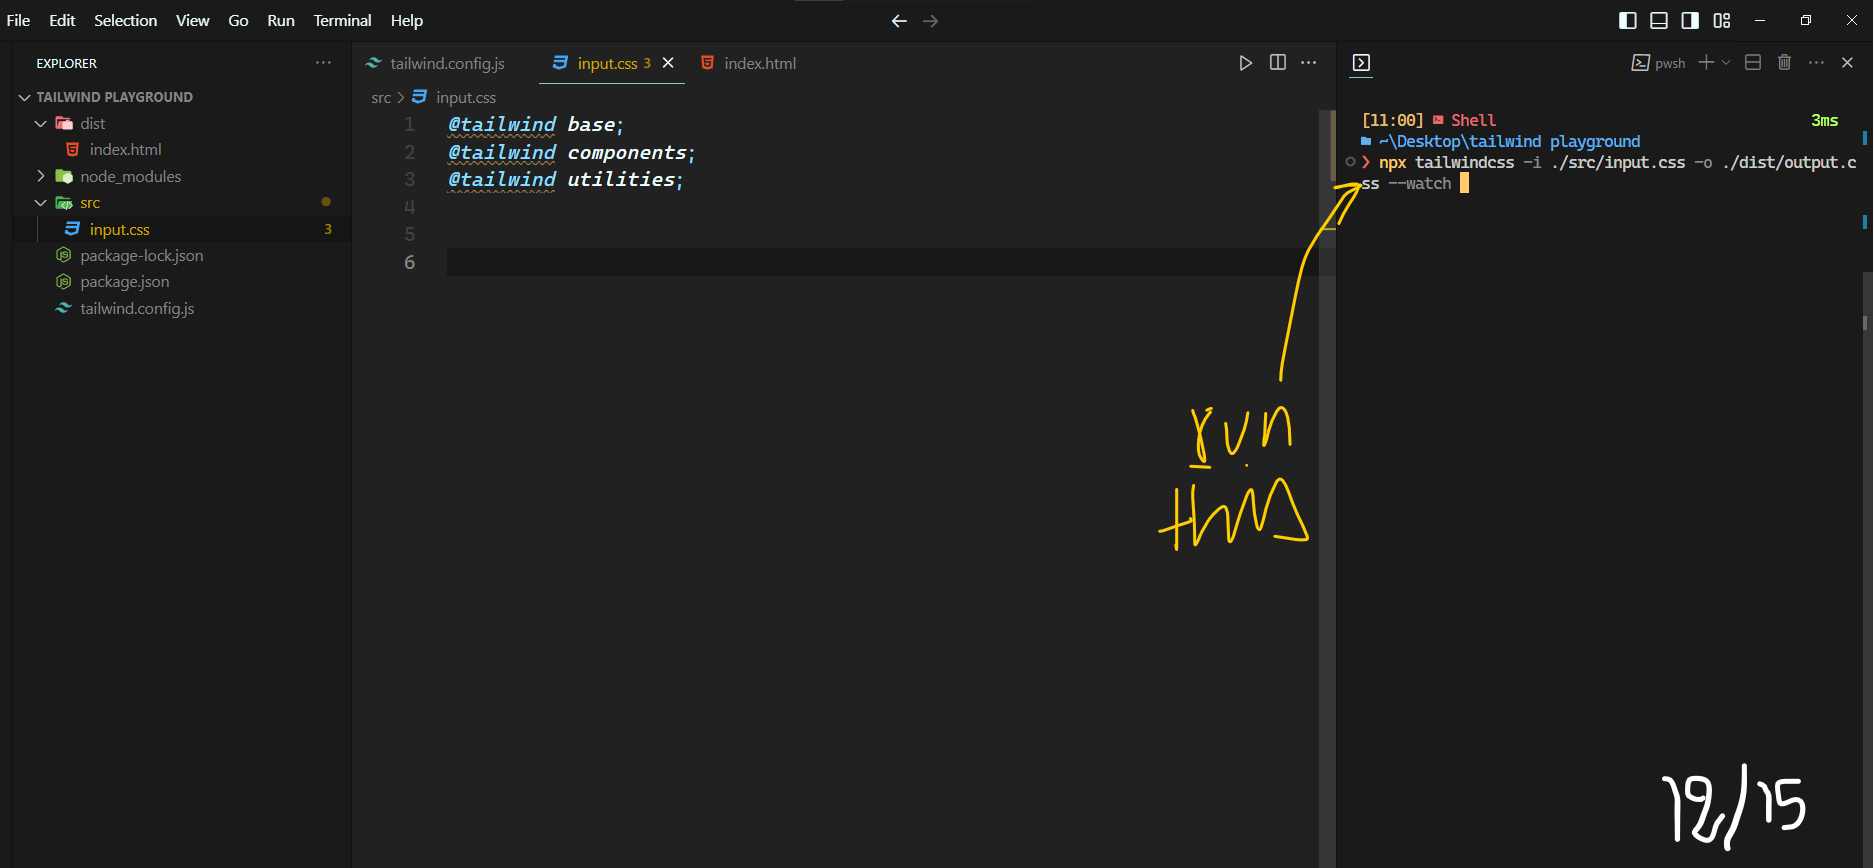 File Edit Selection View Go Run Terminal Help
EXPLORER
TAILWIND PLAYGROUND
dist
index.html
node_modules
src
input.css 3
package-lock.json
package.json
tailwind.config.js
tailwind.config.js input.css 3 index.html
src > input.css
1 @tailwind base;
2 @tailwind components;
3 @tailwind utilities;
4
5
6
pwsh
[11:00] Shell 3ms
~\Desktop\tailwind playground
❯ npx tailwindcss -i ./src/input.css -o ./dist/output.c
ss --watch
run
this
/15